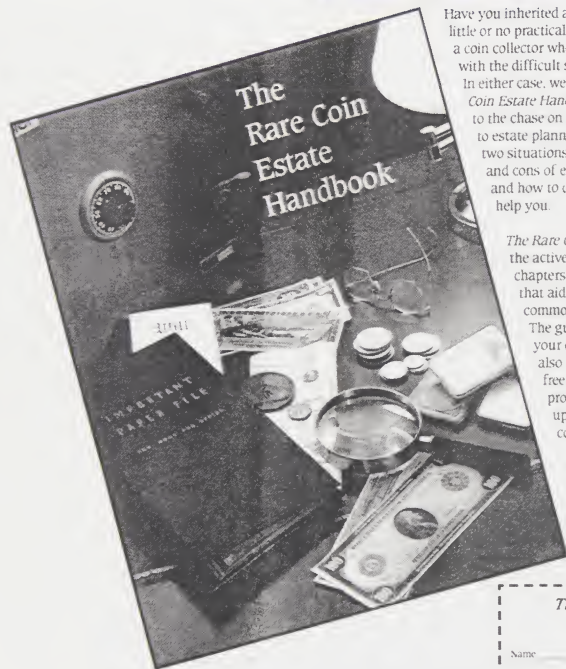 The
Rare Coin
Estate
Handbook
IMPORTANT
PAPER FILE
Have you inherited a
little or no practical
a coin collector wh
with the difficult s
In either case, we
Coin Estate Hand
to the chase on
to estate plann
two situations
and cons of e
and how to c
help you.
The Rare C
the active
chapters
that aid
commo
The gu
your c
also
free
pro
up
co
T
Name